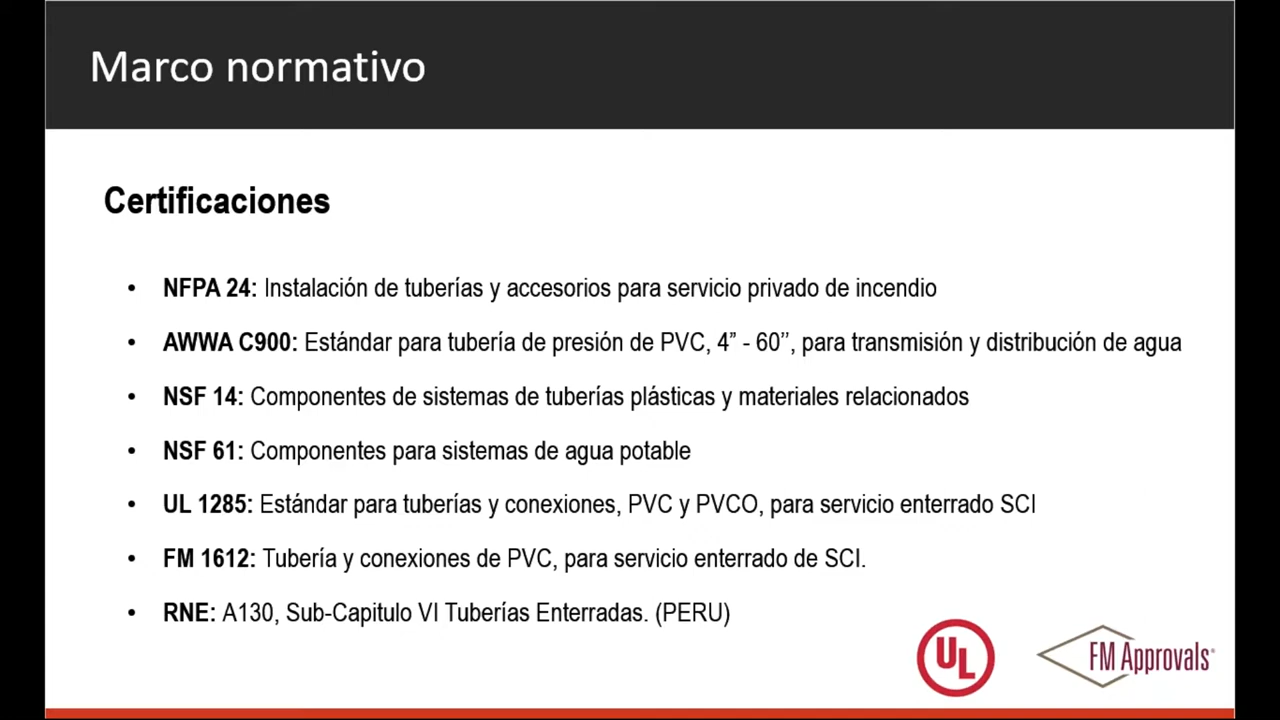 Marco normativo
Certificaciones
• NFPA 24: Instalación de tuberías y accesorios para servicio privado de incendio
• AWWA C900: Estándar para tubería de presión de PVC, 4” - 60’’, para transmisión y distribución de agua
• NSF 14: Componentes de sistemas de tuberías plásticas y materiales relacionados
• NSF 61: Componentes para sistemas de agua potable
• UL 1285: Estándar para tuberías y conexiones, PVC y PVCO, para servicio enterrado SCI
• FM 1612: Tubería y conexiones de PVC, para servicio enterrado de SCI.
• RNE: A130, Sub-Capitulo VI Tuberías Enterradas. (PERU)
UL
FM Approvals®